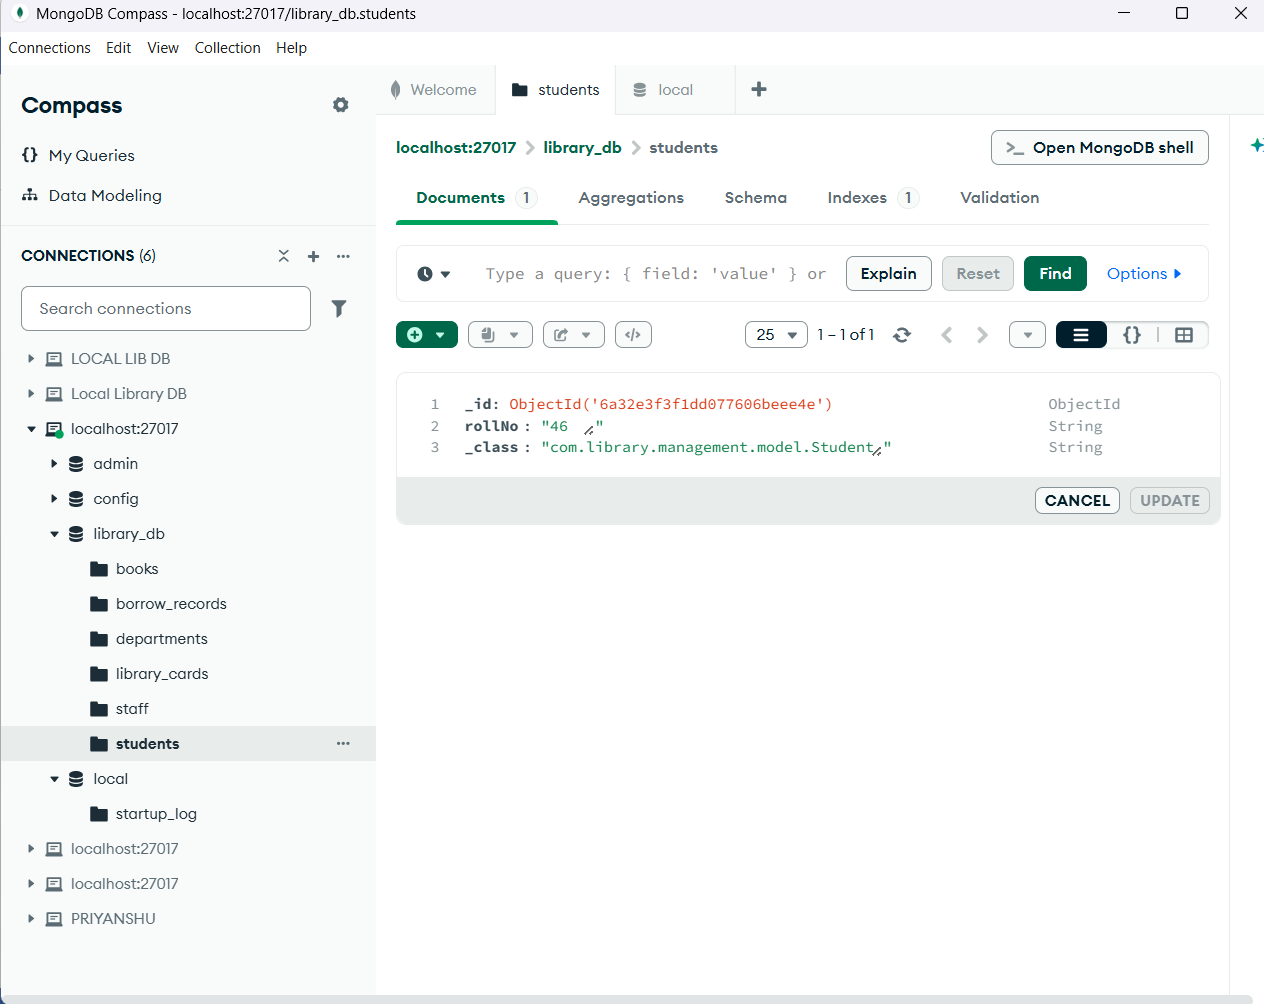 MongoDB Compass - localhost:27017/library_db.students
Connections Edit View Collection Help
Compass
My Queries
Data Modeling
CONNECTIONS (6)
Search connections
LOCAL LIB DB
Local Library DB
localhost:27017
admin
config
library_db
books
borrow_records
departments
library_cards
staff
students
local
startup_log
localhost:27017
localhost:27017
PRIYANSHU
Welcome students local
localhost:27017 library_db students
>_ Open MongoDB shell
Documents 1 Aggregations Schema Indexes 1 Validation
Type a query: { field: 'value' } or Explain Reset Find Options
</> 25 1 – 1 of 1 {}
1 _id: ObjectId('6a32e3f3f1dd077606beee4e') ObjectId
2 rollNo : "46 " String
3 _class : "com.library.management.model.Student " String
CANCEL UPDATE